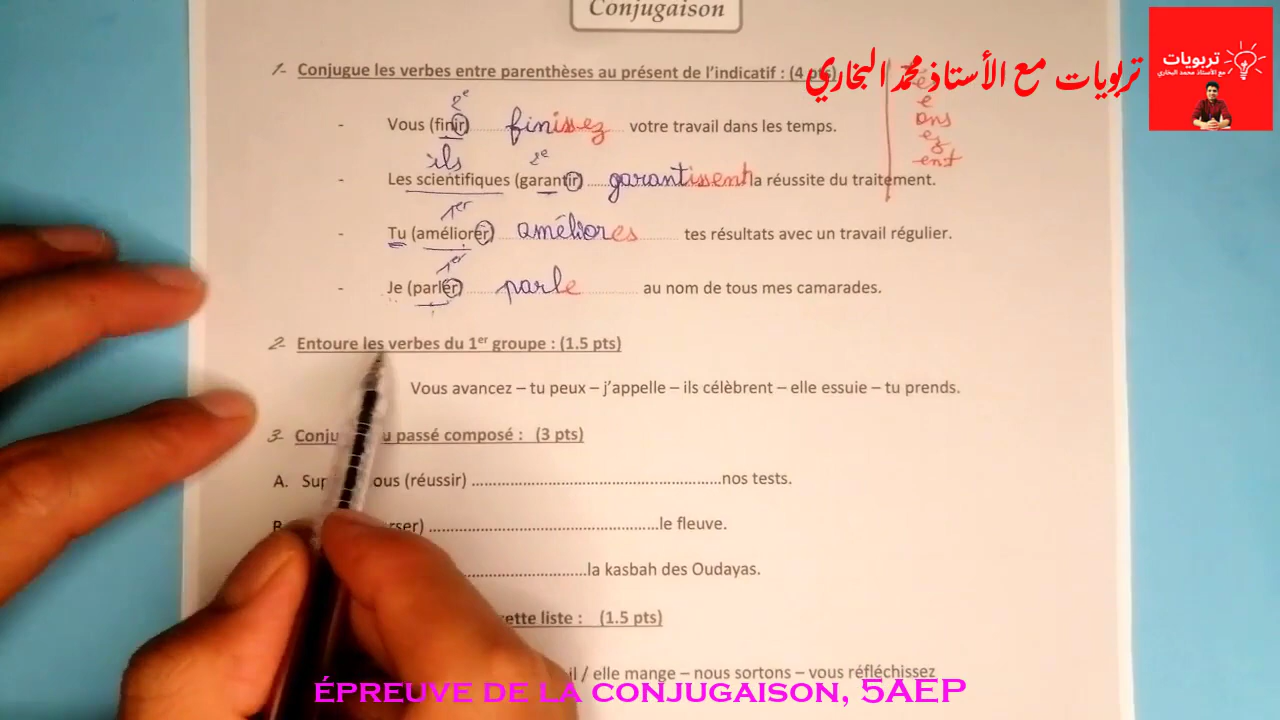 Conjugaison
تربويات مع الأستاذ محمد البخاري
تربويات
مع الاستاذ محمد البخاري
1- Conjugue les verbes entre parenthèses au présent de l'indicatif : (4 pts)
e
ons
ez
ent
2e
- Vous (finir) finissez votre travail dans les temps.
ils 2e
- Les scientifiques (garantir) garantissent la réussite du traitement.
1er
- Tu (améliorer) améliores tes résultats avec un travail régulier.
1er
- Je (parler) parle au nom de tous mes camarades.
2- Entoure les verbes du 1er groupe : (1.5 pts)
Vous avancez – tu peux – j'appelle – ils célèbrent – elle essuie – tu prends.
3- passé composé : (3 pts)
A. (réussir) ........ nos tests.
........ le fleuve.
........ la kasbah des Oudayas.
liste : (1.5 pts)
il / elle mange – nous sortons – vous réfléchissez
épreuve de la conjugaison, 5AEP